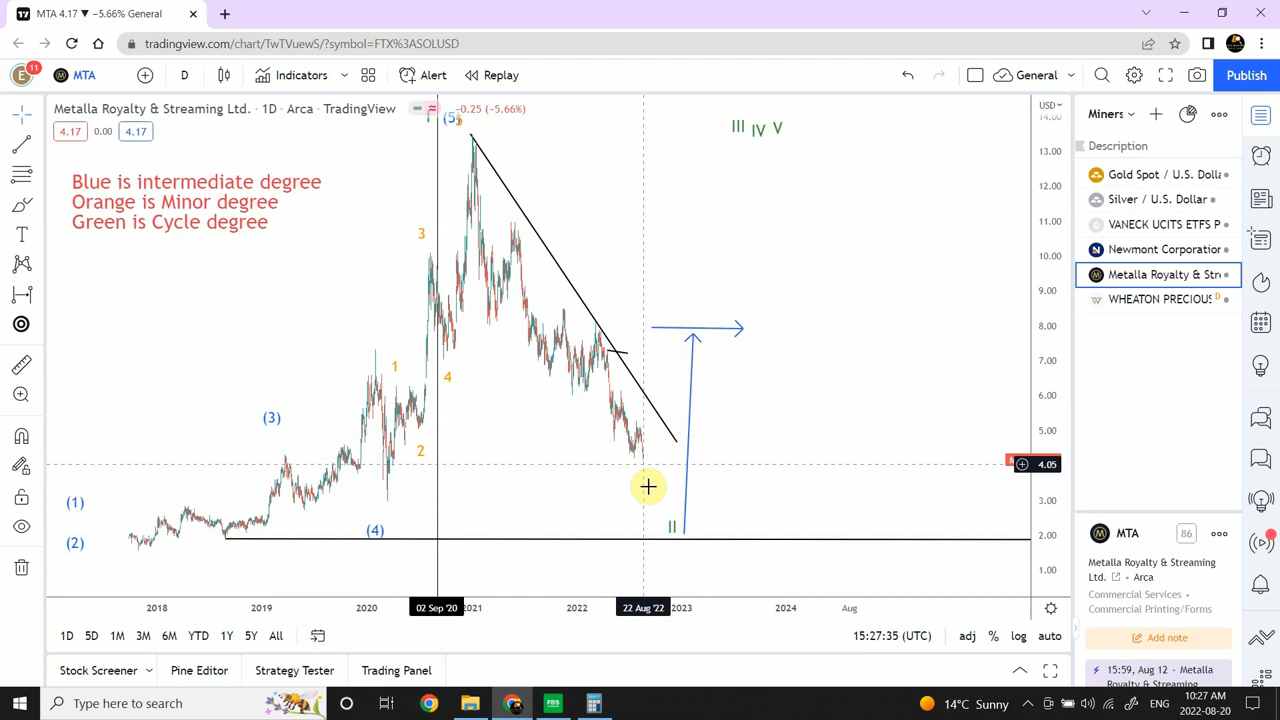 MTA 4.17 −5.66% General
tradingview.com/chart/TwTVuewS/?symbol=FTX%3ASOLUSD
E 11 MTA D Indicators Alert Replay General Publish
Metalla Royalty & Streaming Ltd. · 1D · Arca · TradingView −0.25 (−5.66%)
4.17 0.00 4.17
Blue is intermediate degree
Orange is Minor degree
Green is Cycle degree
(5) 5
III IV V
3
1
4
(3)
2
(1)
(4)
(2)
II
USD
14.00
13.00
12.00
11.00
10.00
9.00
8.00
7.00
6.00
5.00
4.05
3.00
2.00
1.00
2018 2019 2020 02 Sep '20 2021 2022 22 Aug '22 2023 2024 Aug
1D 5D 1M 3M 6M YTD 1Y 5Y All
15:27:35 (UTC) adj % log auto
Stock Screener Pine Editor Strategy Tester Trading Panel
Miners
Description
Gold Spot / U.S. Dolla
Silver / U.S. Dollar
VANECK UCITS ETFS P
Newmont Corporation
Metalla Royalty & Stre
WHEATON PRECIOUS D
MTA 86
Metalla Royalty & Streaming
Ltd. · Arca
Commercial Services •
Commercial Printing/Forms
Add note
15:59, Aug 12 • Metalla
Royalty & Streaming
Type here to search
FBS
14°C Sunny
ENG
10:27 AM
2022-08-20